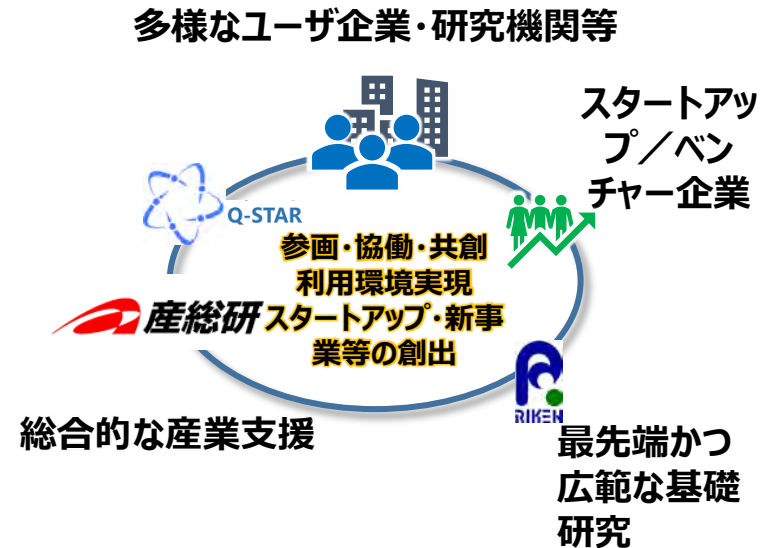 多様なユーザ企業・研究機関等
スタートアッ
プ／ベン
チャー企業
Q-STAR
参画・協働・共創
利用環境実現
産総研
スタートアップ・新事
業等の創出
RIKEN
総合的な産業支援
最先端かつ
広範な基礎
研究